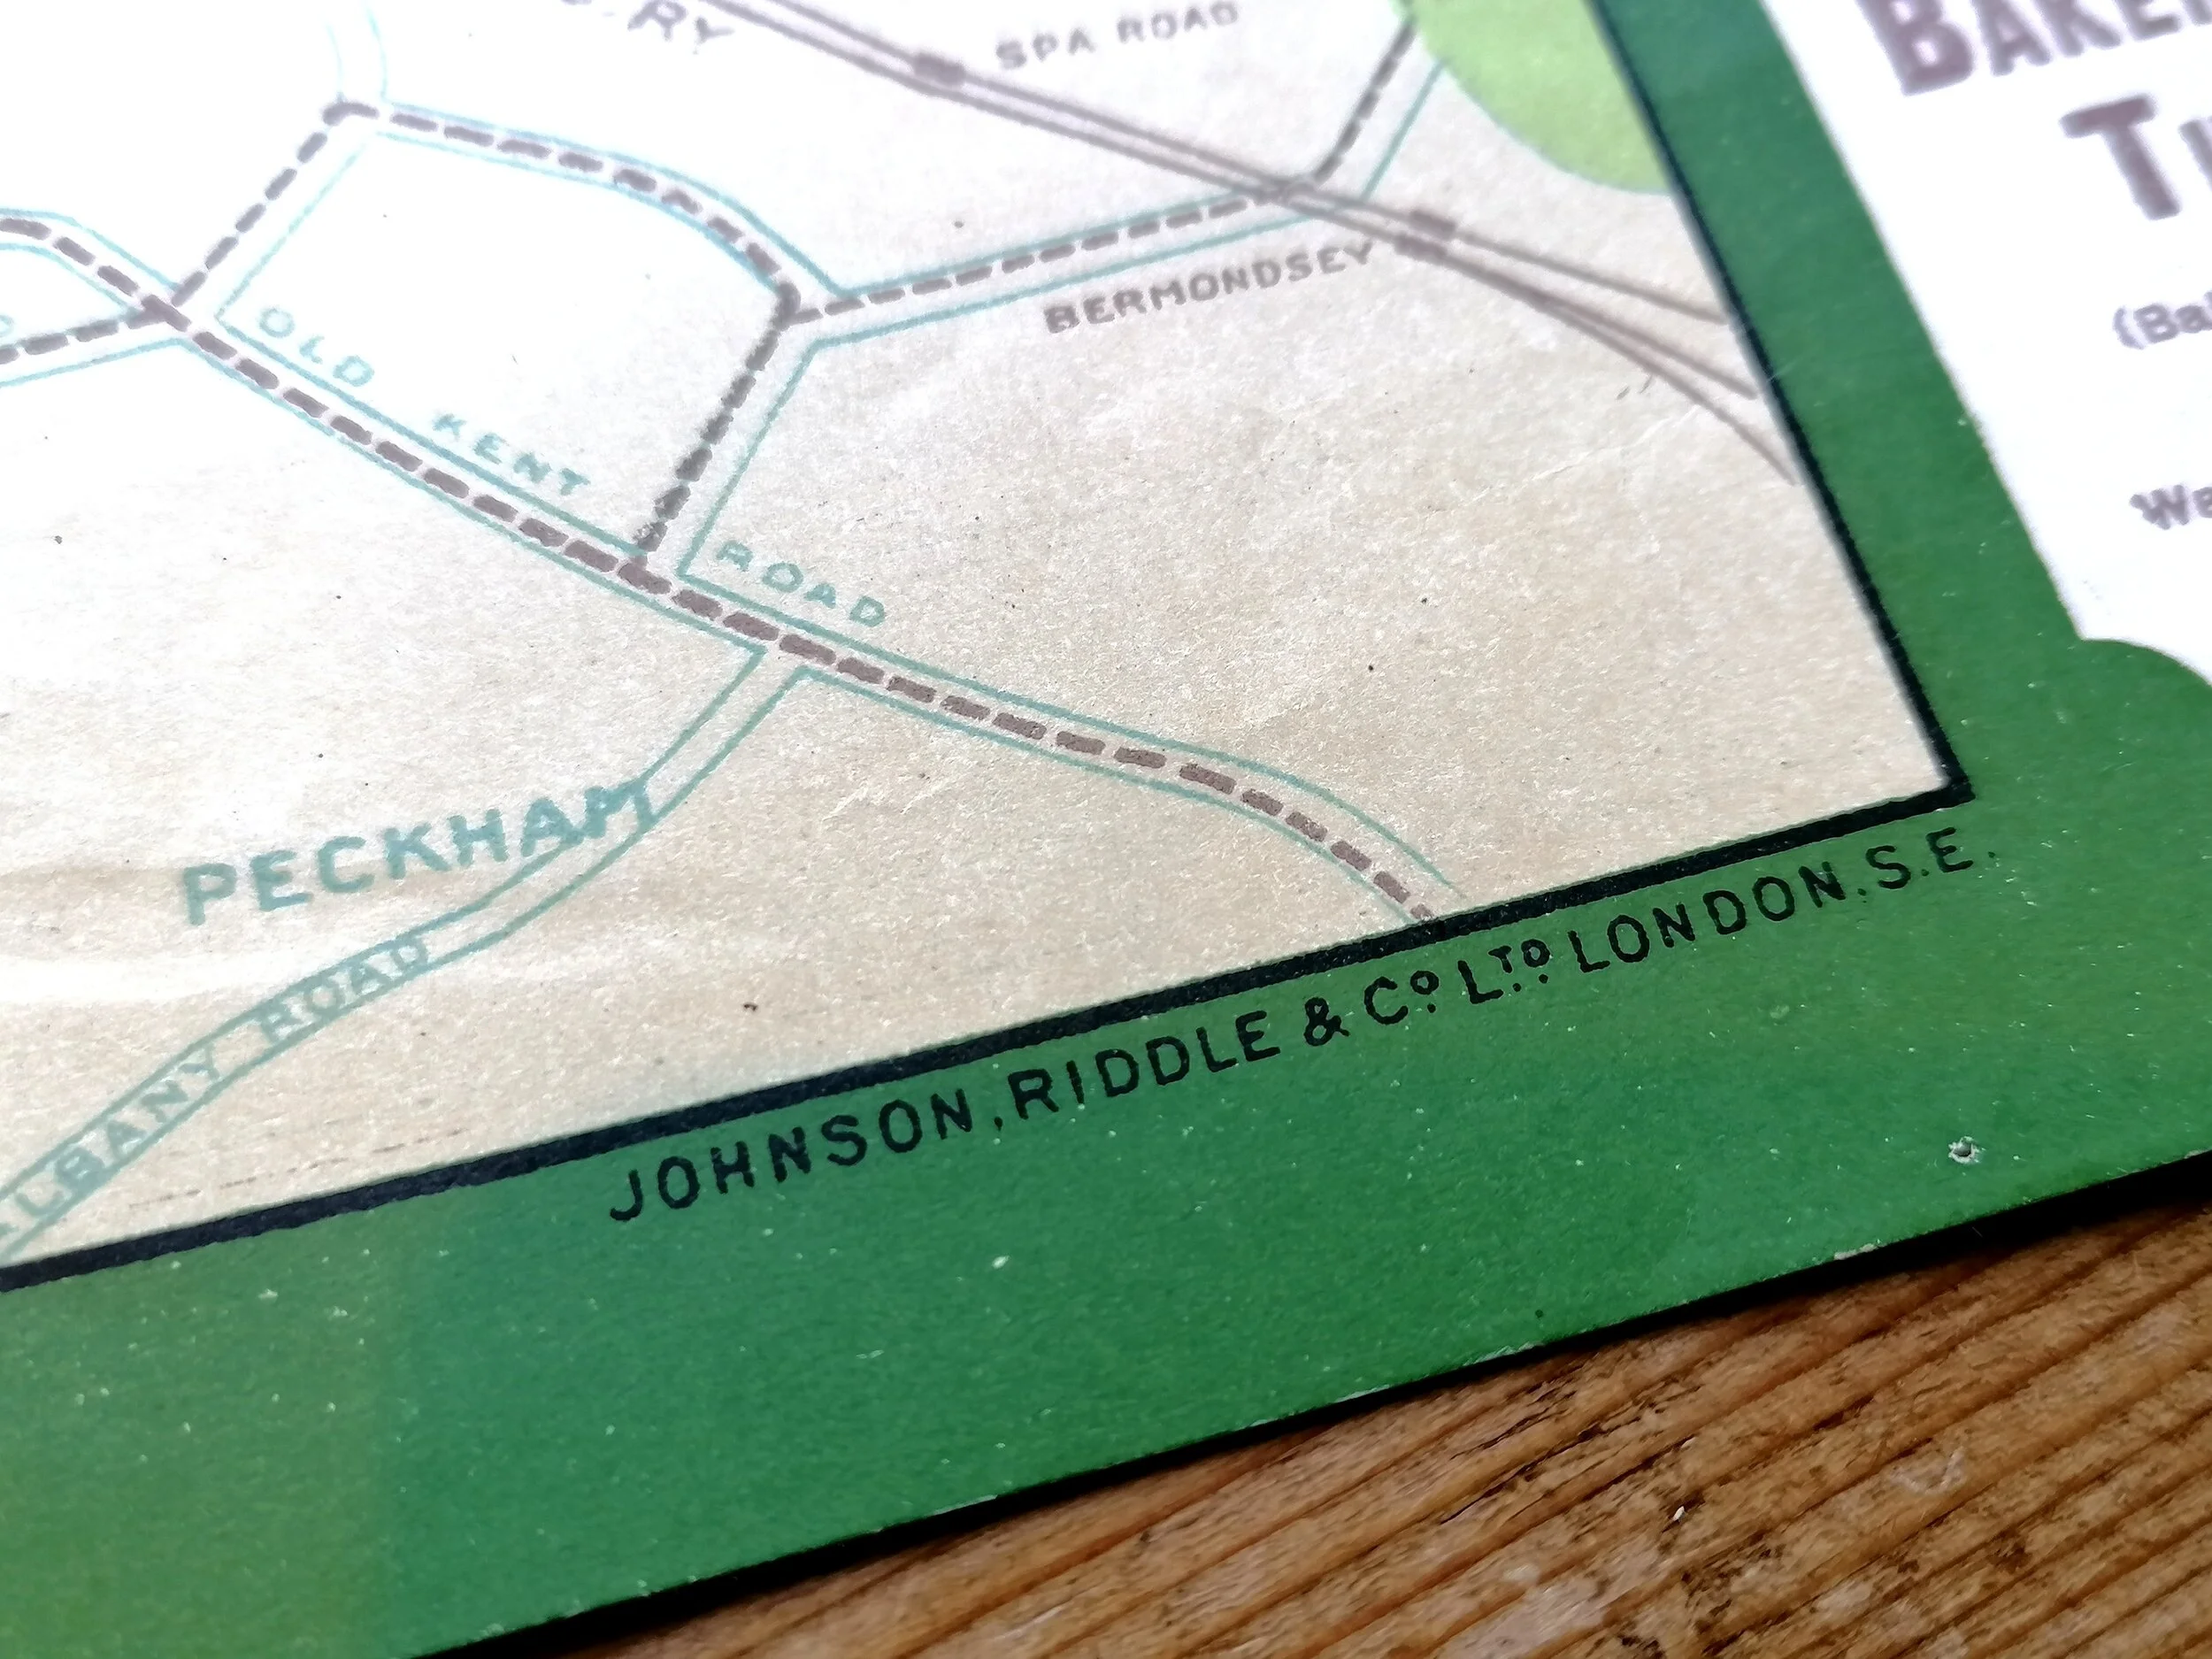 SPA ROAD
BERMONDSEY
OLD KENT ROAD
PECKHAM
ALBANY ROAD
JOHNSON, RIDDLE & Cº LTD LONDON. S.E.